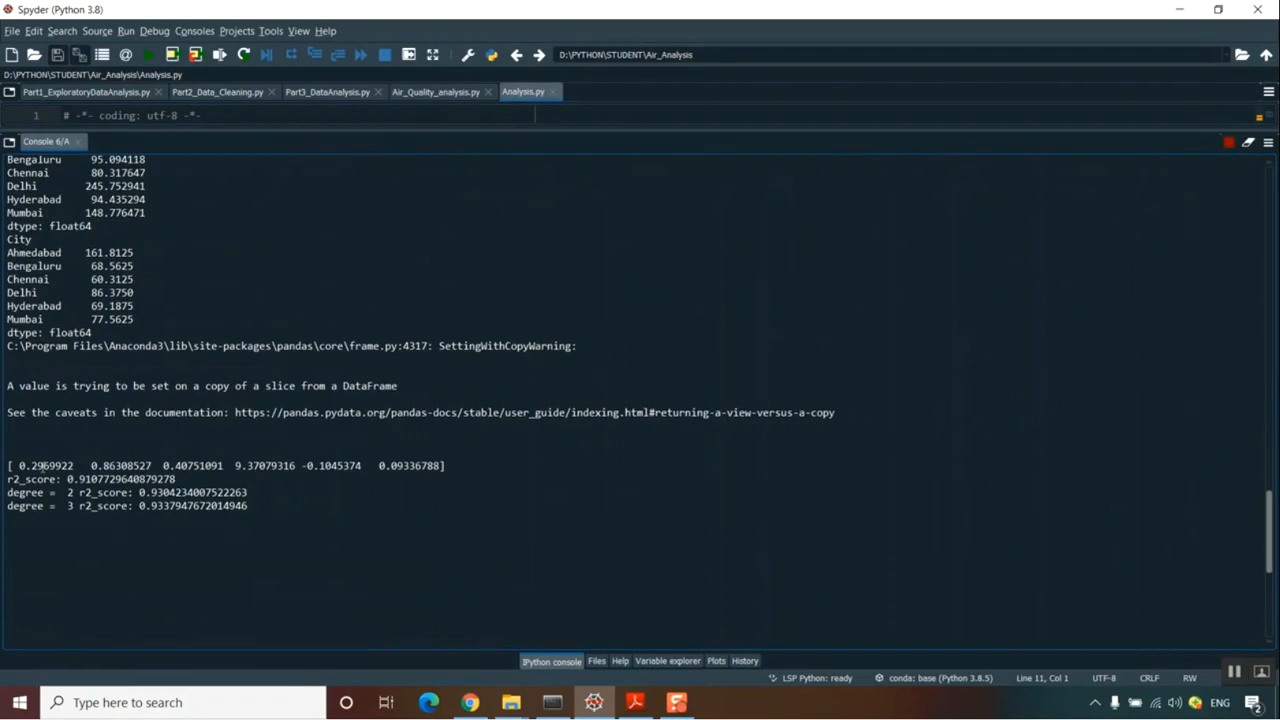 Spyder (Python 3.8)
File Edit Search Source Run Debug Consoles Projects Tools View Help
D:\PYTHON\STUDENT\Air_Analysis
D:\PYTHON\STUDENT\Air_Analysis\Analysis.py
Part1_ExploratoryDataAnalysis.py Part2_Data_Cleaning.py Part3_DataAnalysis.py Air_Quality_analysis.py Analysis.py
1 # -*- coding: utf-8 -*-
Console 6/A
Bengaluru 95.094118
Chennai 80.317647
Delhi 245.752941
Hyderabad 94.435294
Mumbai 148.776471
dtype: float64
City
Ahmedabad 161.8125
Bengaluru 68.5625
Chennai 60.3125
Delhi 86.3750
Hyderabad 69.1875
Mumbai 77.5625
dtype: float64
C:\Program Files\Anaconda3\lib\site-packages\pandas\core\frame.py:4317: SettingWithCopyWarning:
A value is trying to be set on a copy of a slice from a DataFrame
See the caveats in the documentation: https://pandas.pydata.org/pandas-docs/stable/user_guide/indexing.html#returning-a-view-versus-a-copy
[ 0.2969922 0.86308527 0.40751091 9.37079316 -0.1045374 0.09336788]
r2_score: 0.9107729640879278
degree = 2 r2_score: 0.9304234007522263
degree = 3 r2_score: 0.9337947672014946
IPython console Files Help Variable explorer Plots History
LSP Python: ready conda: base (Python 3.8.5) Line 11, Col 1 UTF-8 CRLF RW
Type here to search ENG 2